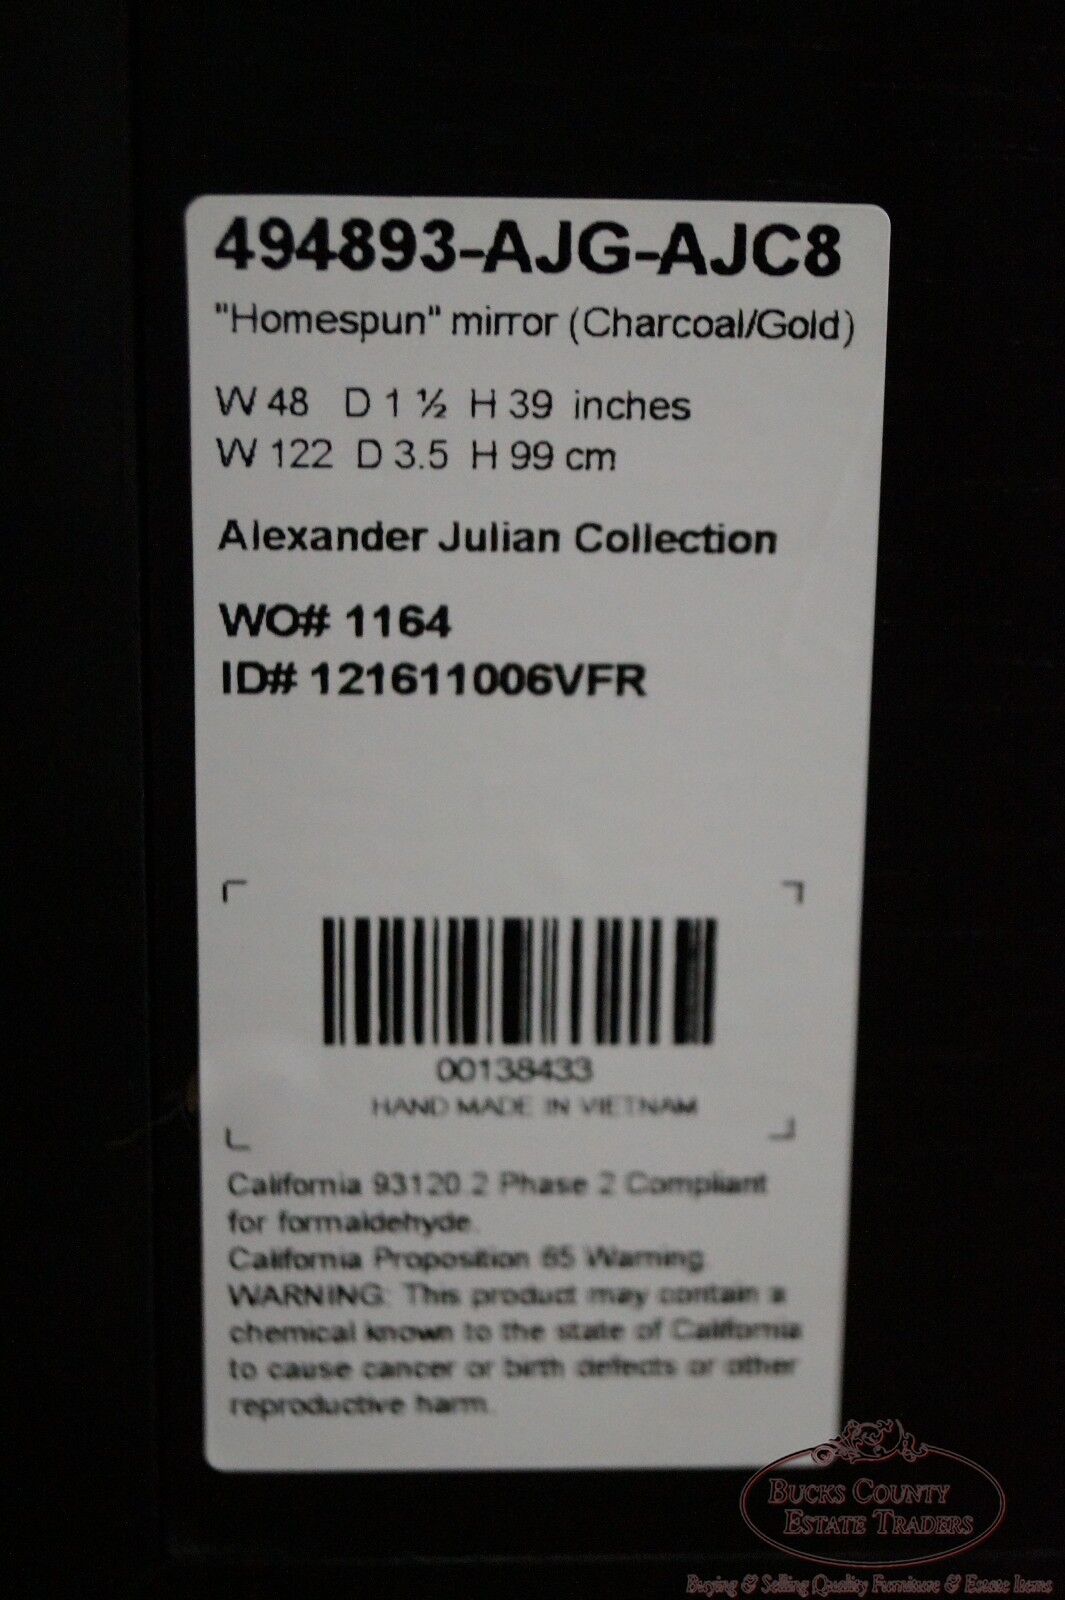 494893-AJG-AJC8
"Homespun" mirror (Charcoal/Gold)
W 48 D 1 ½ H 39 inches
W 122 D 3.5 H 99 cm
Alexander Julian Collection
WO# 1164
ID# 121611006VFR
00138433
HAND MADE IN VIETNAM
California 93120.2 Phase 2 Compliant
for formaldehyde.
California Proposition 65 Warning
WARNING: This product may contain a
chemical known to the state of California
to cause cancer or birth defects or other
reproductive harm.
BUCKS COUNTY
ESTATE TRADERS
Buying & Selling Quality Furniture & Estate Items